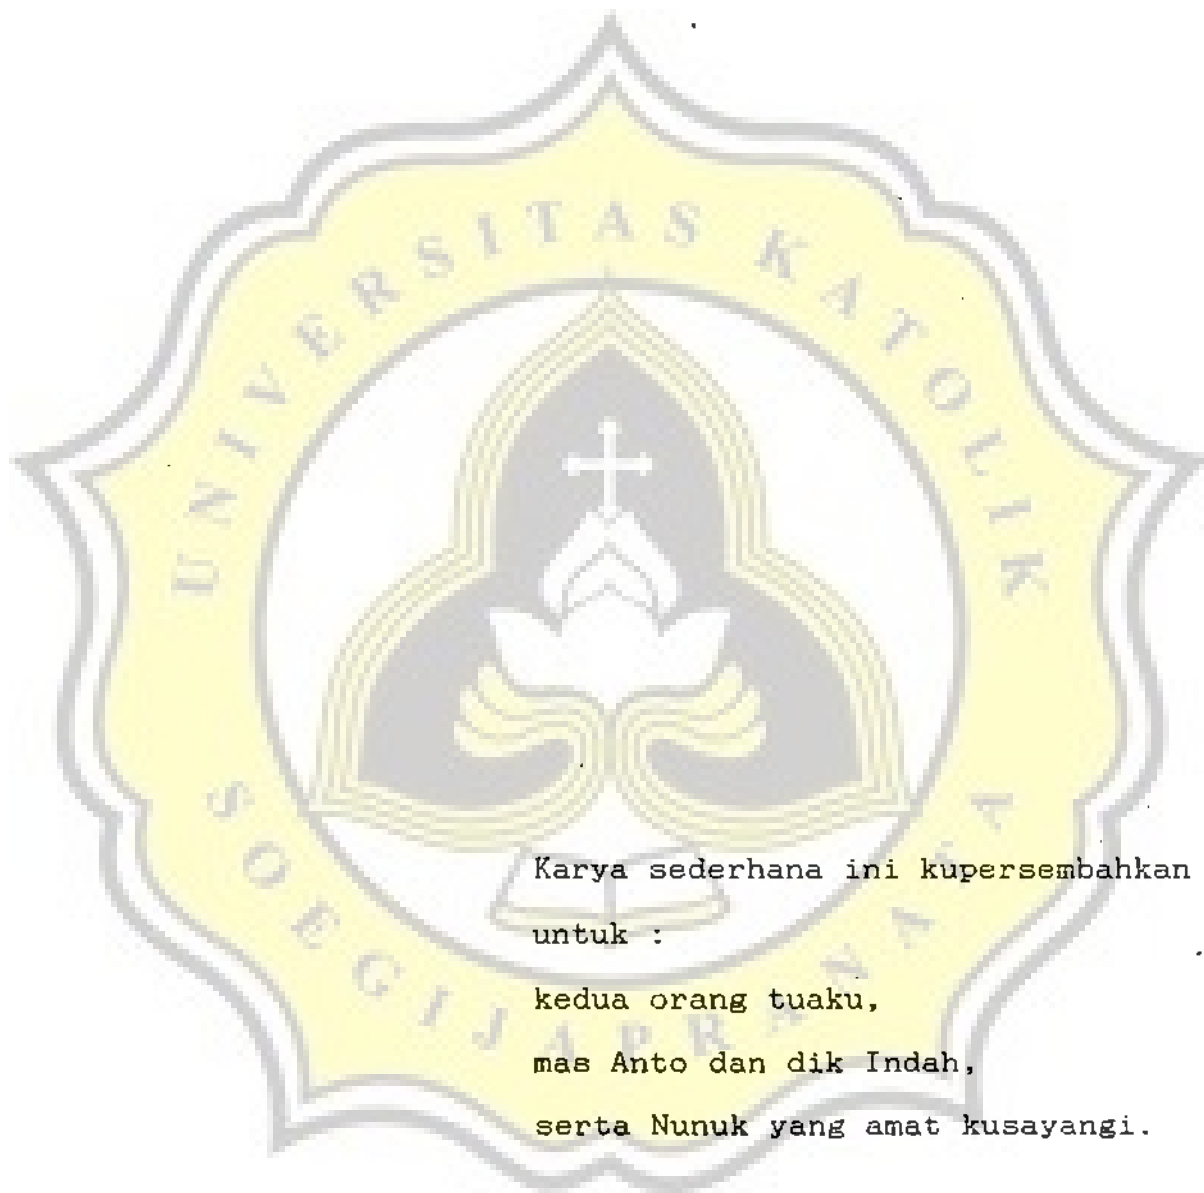 UNIVERSITAS KATOLIK
SOEGIJAPRANATA
Karya sederhana ini kupersembahkan
untuk :
kedua orang tuaku,
mas Anto dan dik Indah,
serta Nunuk yang amat kusayangi.